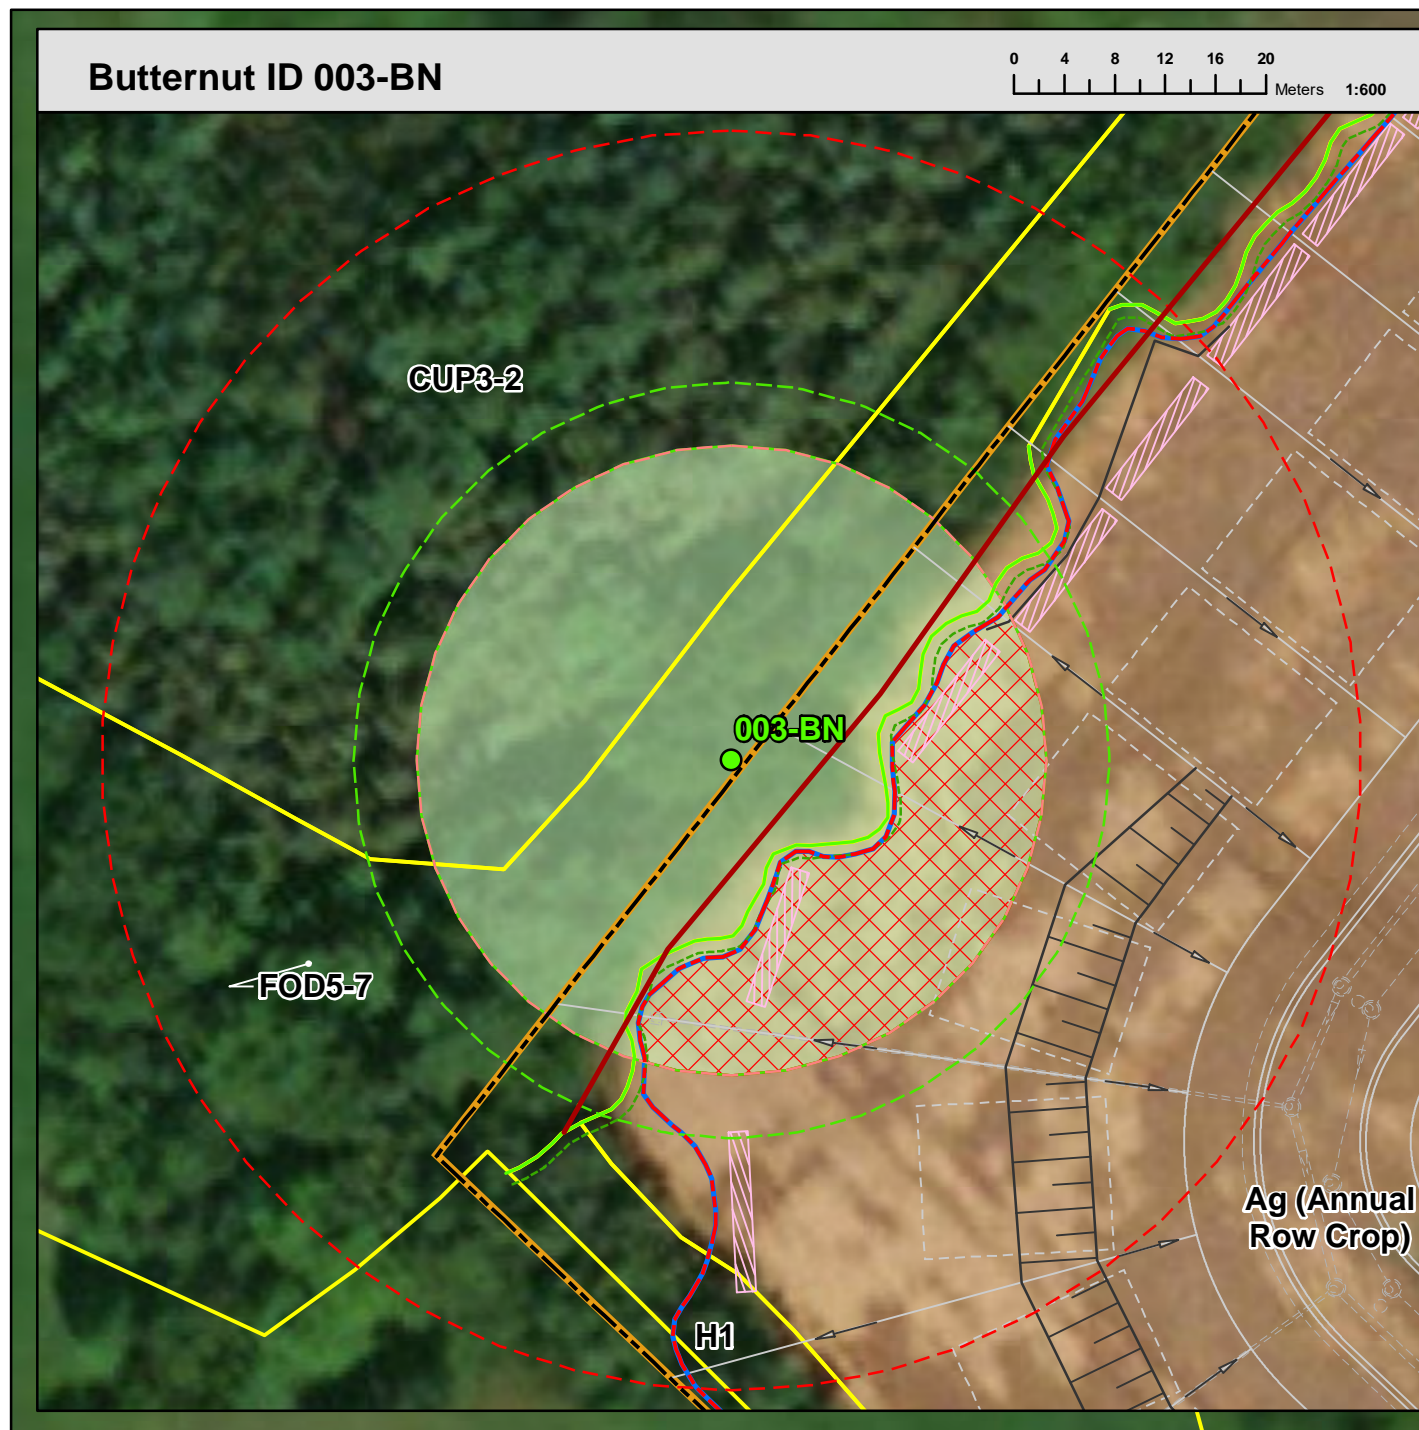 Butternut ID 003-BN
0 4 8 12 16 20
Meters 1:600
CUP3-2
003-BN
FOD5-7
Ag (Annual
Row Crop)
H1